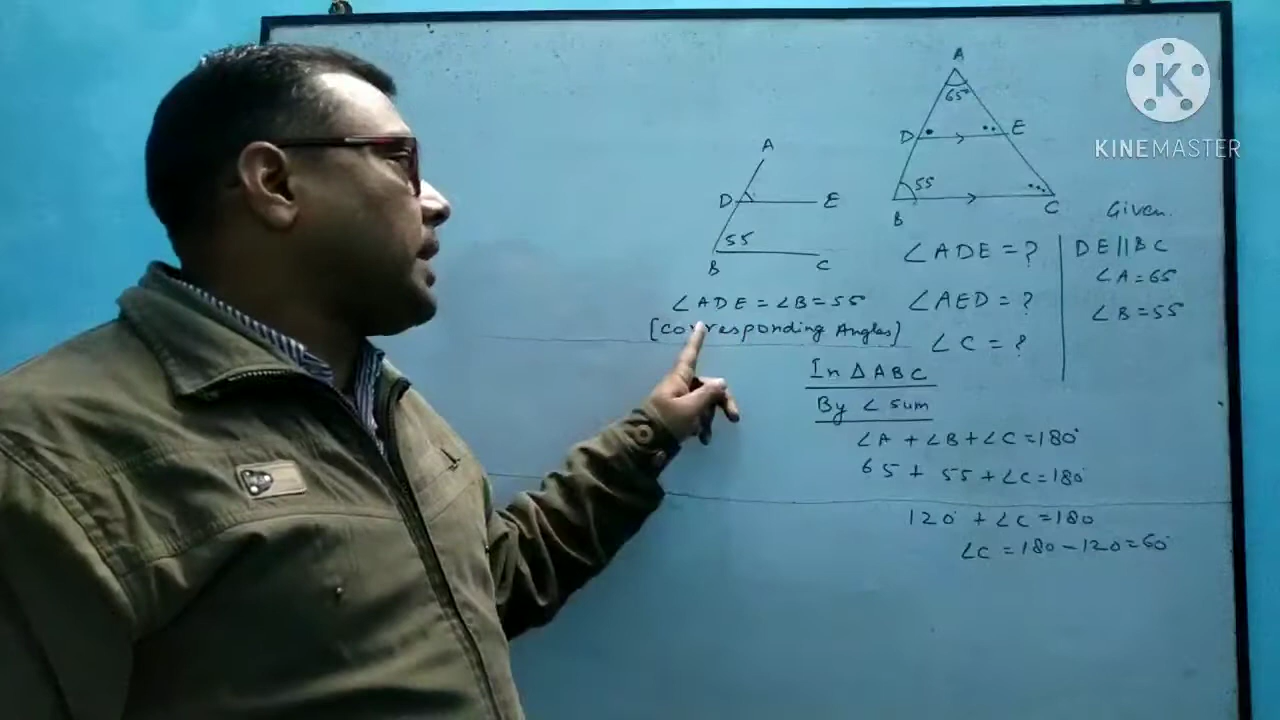 A
65°
D
E
55
B
C
A
D
E
55
B
C
∠ADE = ∠B = 55
[Corresponding Angles]
∠ADE = ?
∠AED = ?
∠C = ?
Given.
DE || BC
∠A = 65
∠B = 55
In Δ ABC
By ∠ sum
∠A + ∠B + ∠C = 180°
65 + 55 + ∠C = 180°
120° + ∠C = 180
∠C = 180 - 120 = 60°
K
KINEMASTER